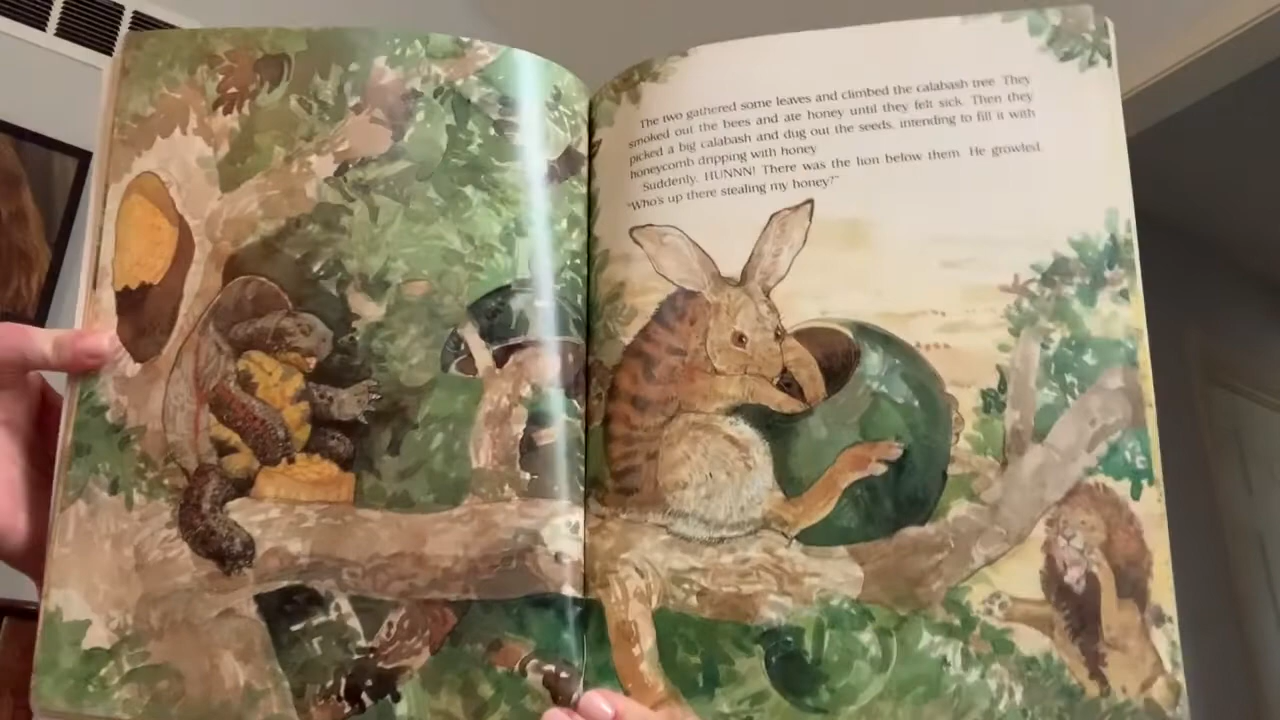 The two gathered some leaves and climbed the calabash tree. They
smoked out the bees and ate honey until they felt sick. Then they
picked a big calabash and dug out the seeds, intending to fill it with
honeycomb dripping with honey
Suddenly, HUNNN! There was the lion below them. He growled,
"Who's up there stealing my honey?"